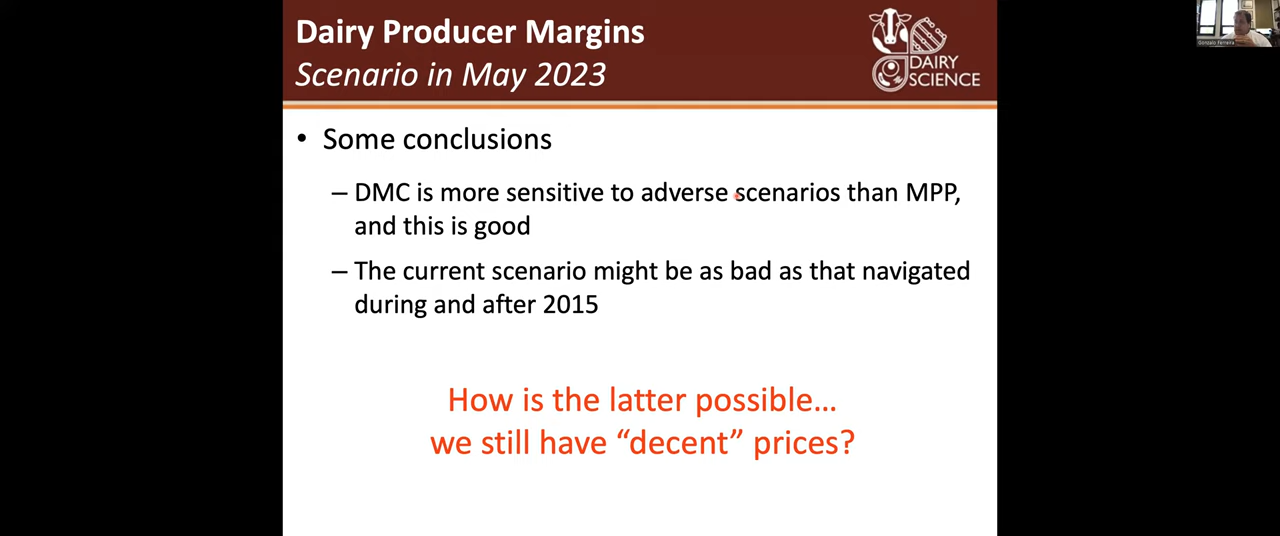 Dairy Producer Margins
Scenario in May 2023
DAIRY
SCIENCE
Gonzalo Ferreira
• Some conclusions
– DMC is more sensitive to adverse scenarios than MPP,
and this is good
– The current scenario might be as bad as that navigated
during and after 2015
How is the latter possible…
we still have “decent” prices?